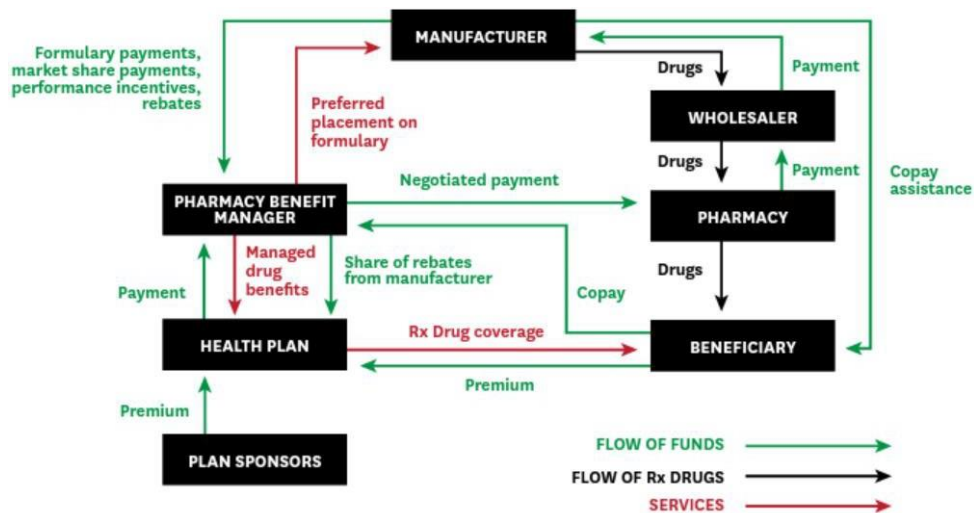 MANUFACTURER
Formulary payments,
market share payments,
performance incentives,
rebates
Preferred
placement on
formulary
Drugs
Payment
WHOLESALER
Drugs
Payment
Copay
assistance
Negotiated payment
PHARMACY BENEFIT
MANAGER
PHARMACY
Managed
drug
benefits
Share of rebates
from manufacturer
Drugs
Payment
Copay
HEALTH PLAN
Rx Drug coverage
BENEFICIARY
Premium
Premium
PLAN SPONSORS
FLOW OF FUNDS
FLOW OF Rx DRUGS
SERVICES